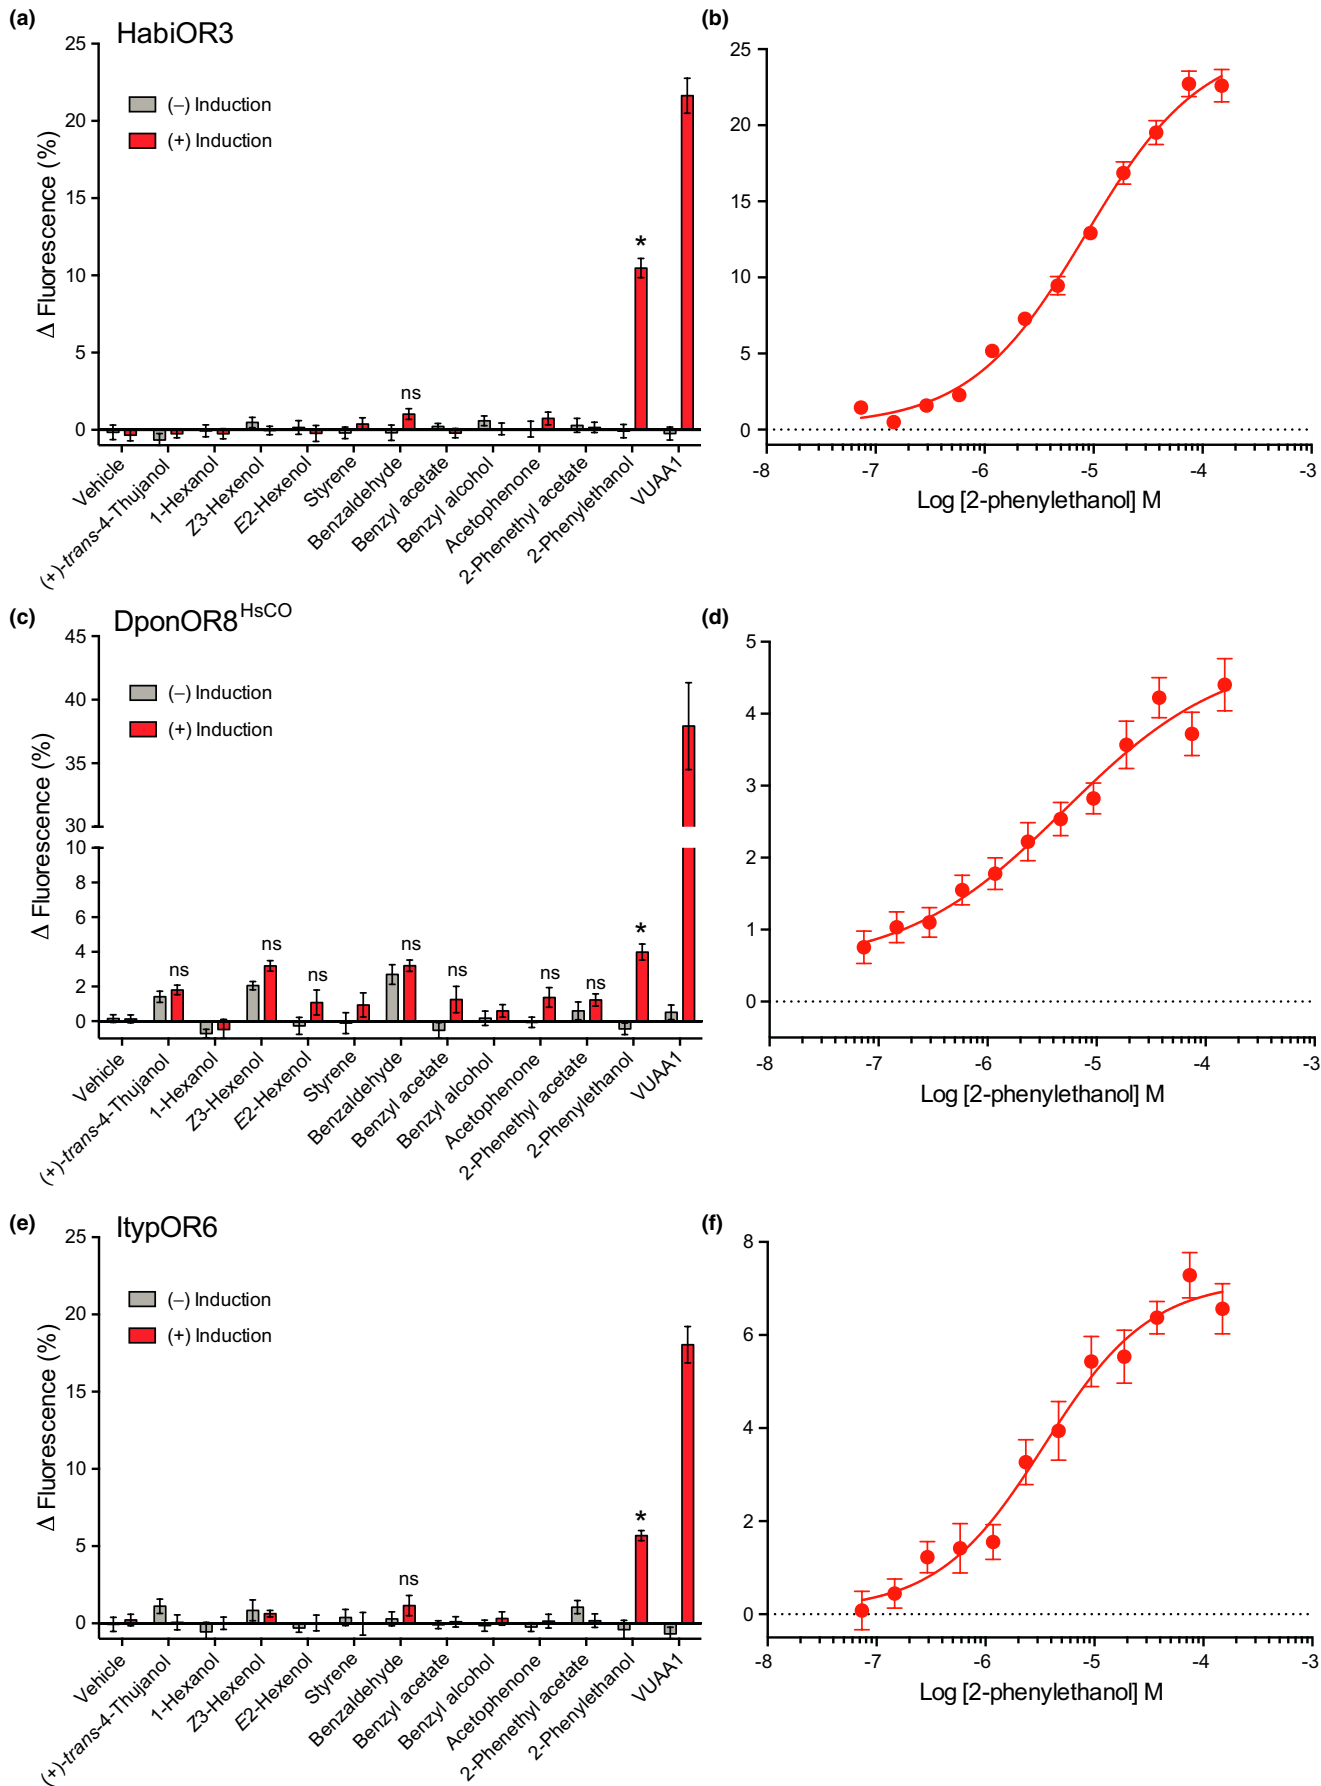 (a)
HabiOR3
25
20
15
10
5
0
Δ Fluorescence (%)
(–) Induction
(+) Induction
ns
*
Vehicle
(+)-trans-4-Thujanol
1-Hexanol
Z3-Hexenol
E2-Hexenol
Styrene
Benzaldehyde
Benzyl acetate
Benzyl alcohol
Acetophenone
2-Phenethyl acetate
2-Phenylethanol
VUAA1
(b)
25
20
15
10
5
0
-8 -7 -6 -5 -4 -3
Log [2-phenylethanol] M
(c)
DponOR8HsCO
45
40
35
30
10
8
6
4
2
0
Δ Fluorescence (%)
(–) Induction
(+) Induction
ns
ns
ns
ns
ns
ns
ns
*
Vehicle
(+)-trans-4-Thujanol
1-Hexanol
Z3-Hexenol
E2-Hexenol
Styrene
Benzaldehyde
Benzyl acetate
Benzyl alcohol
Acetophenone
2-Phenethyl acetate
2-Phenylethanol
VUAA1
(d)
5
4
3
2
1
0
-8 -7 -6 -5 -4 -3
Log [2-phenylethanol] M
(e)
ItypOR6
25
20
15
10
5
0
Δ Fluorescence (%)
(–) Induction
(+) Induction
ns
*
Vehicle
(+)-trans-4-Thujanol
1-Hexanol
Z3-Hexenol
E2-Hexenol
Styrene
Benzaldehyde
Benzyl acetate
Benzyl alcohol
Acetophenone
2-Phenethyl acetate
2-Phenylethanol
VUAA1
(f)
8
6
4
2
0
-8 -7 -6 -5 -4 -3
Log [2-phenylethanol] M